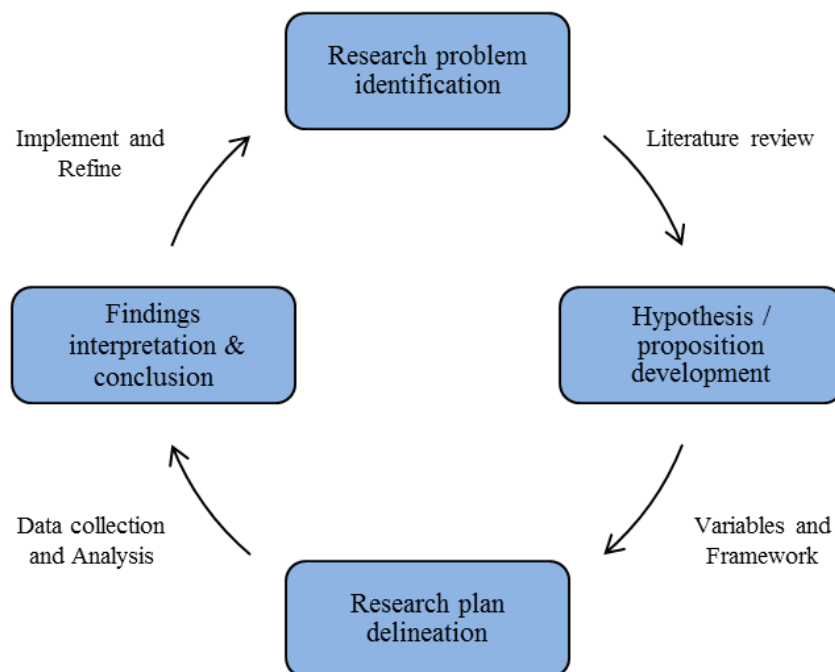 Research problem
identification
Implement and
Refine
Literature review
Findings
interpretation &
conclusion
Hypothesis /
proposition
development
Data collection
and Analysis
Variables and
Framework
Research plan
delineation